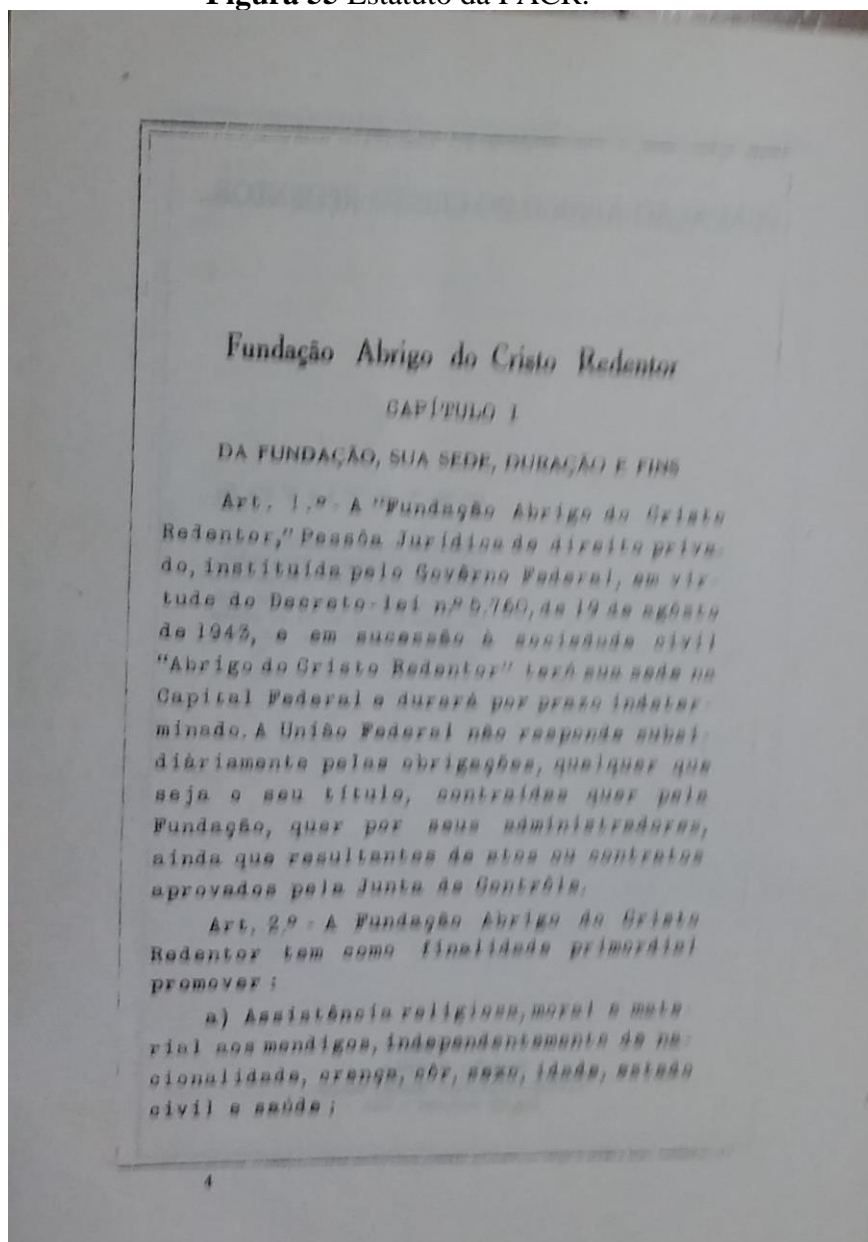 Figura 35 Estatuto da FACR.
Fundação Abrigo do Cristo Redentor
CAPÍTULO I
DA FUNDAÇÃO, SUA SEDE, DURAÇÃO E FINS
Art. 1.º - A "Fundação Abrigo do Cristo
Redentor," Pessôa Jurídica de direito priva-
do, instituída pelo Govêrno Federal, em vir-
tude do Decreto-lei n.º 5.760, de 19 de agôsto
de 1943, e em sucessão à sociedade civil
"Abrigo do Cristo Redentor" terá sua sede na
Capital Federal e durará por prazo indeter-
minado. A União Federal não responde subsi-
diàriamente pelas obrigações, qualquer que
seja o seu título, contraídas quer pela
Fundação, quer por seus administradores,
ainda que resultantes de atos ou contratos
aprovados pela Junta de Contrôle.
Art. 2.º - A Fundação Abrigo do Cristo
Redentor tem como finalidade primordial
promover:
a) Assistência religiosa, moral e mate-
rial aos mendigos, independentemente de na-
cionalidade, crença, côr, sexo, idade, estado
civil e saúde;
4